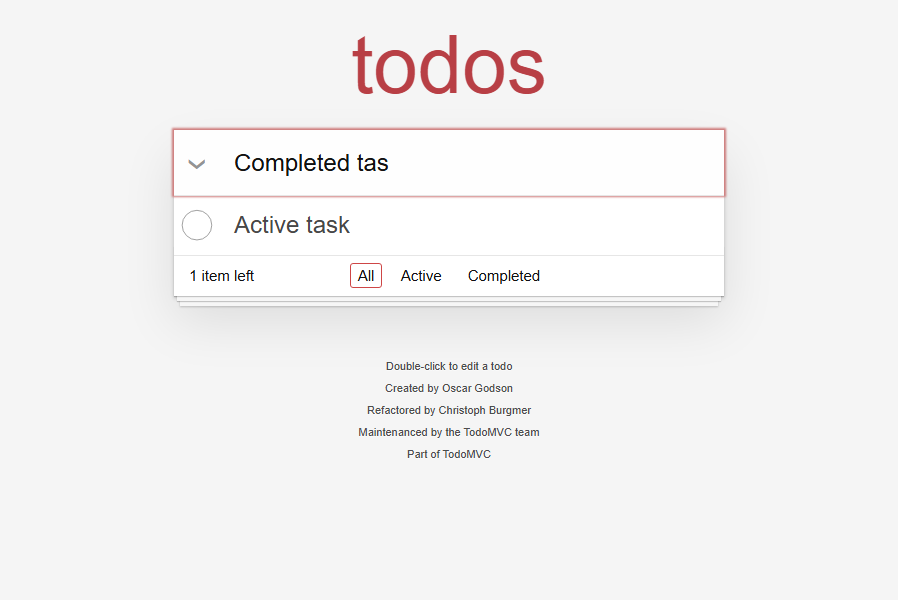 todos
Completed tas
Active task
1 item left All Active Completed
Double-click to edit a todo
Created by Oscar Godson
Refactored by Christoph Burgmer
Maintenanced by the TodoMVC team
Part of TodoMVC